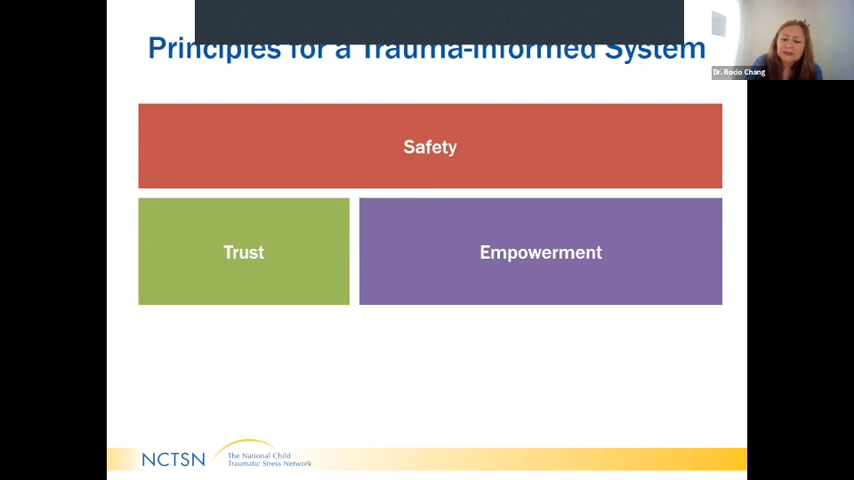 Principles for a Trauma-Informed System
Dr. Rocio Chang
Safety
Trust
Empowerment
NCTSN
The National Child
Traumatic Stress Network